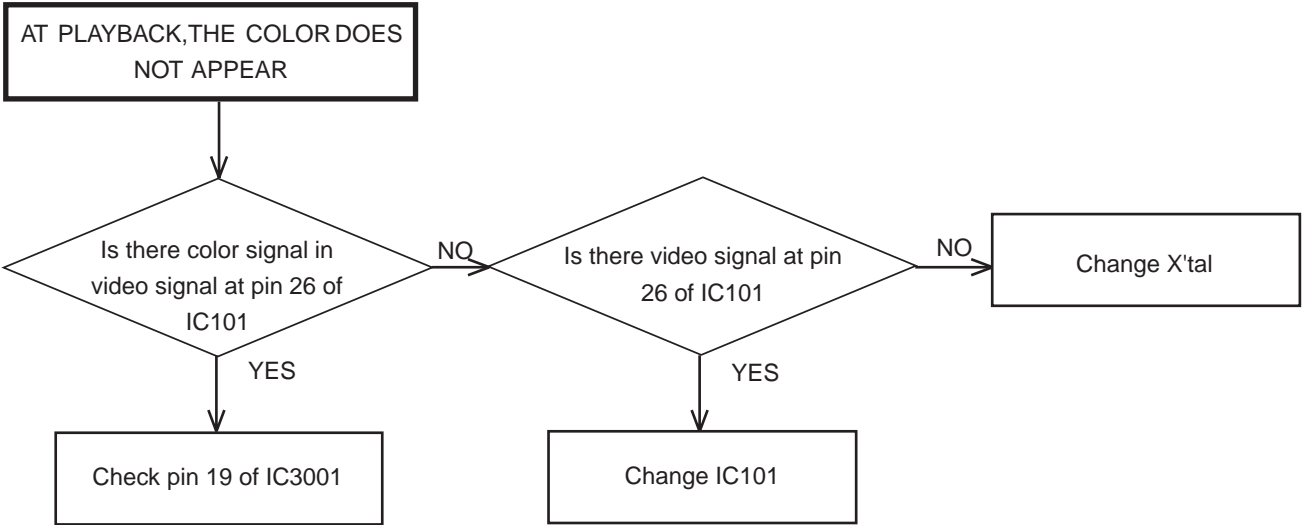 AT PLAYBACK,THE COLOR DOES
NOT APPEAR
Is there color signal in
video signal at pin 26 of
IC101
NO
YES
Check pin 19 of IC3001
Is there video signal at pin
26 of IC101
NO
YES
Change IC101
Change X'tal